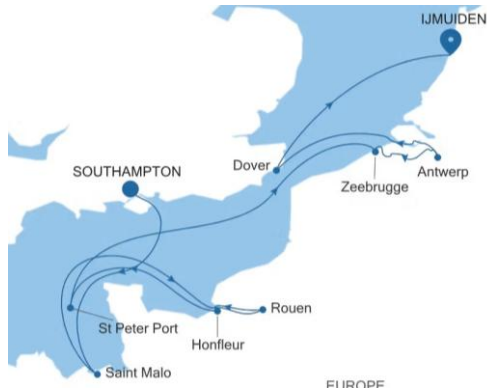 IJMUIDEN
Dover
SOUTHAMPTON
Antwerp
Zeebrugge
Rouen
St Peter Port
Honfleur
Saint Malo
EUROPE